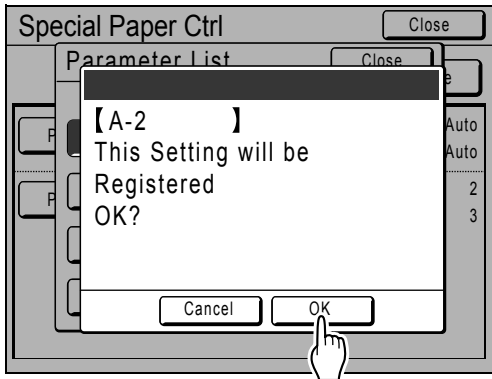 Special Paper Ctrl
Close
Parameter List
Close
e
P
Auto
Auto
P
2
3
【A-2 】
This Setting will be
Registered
OK?
Cancel
OK